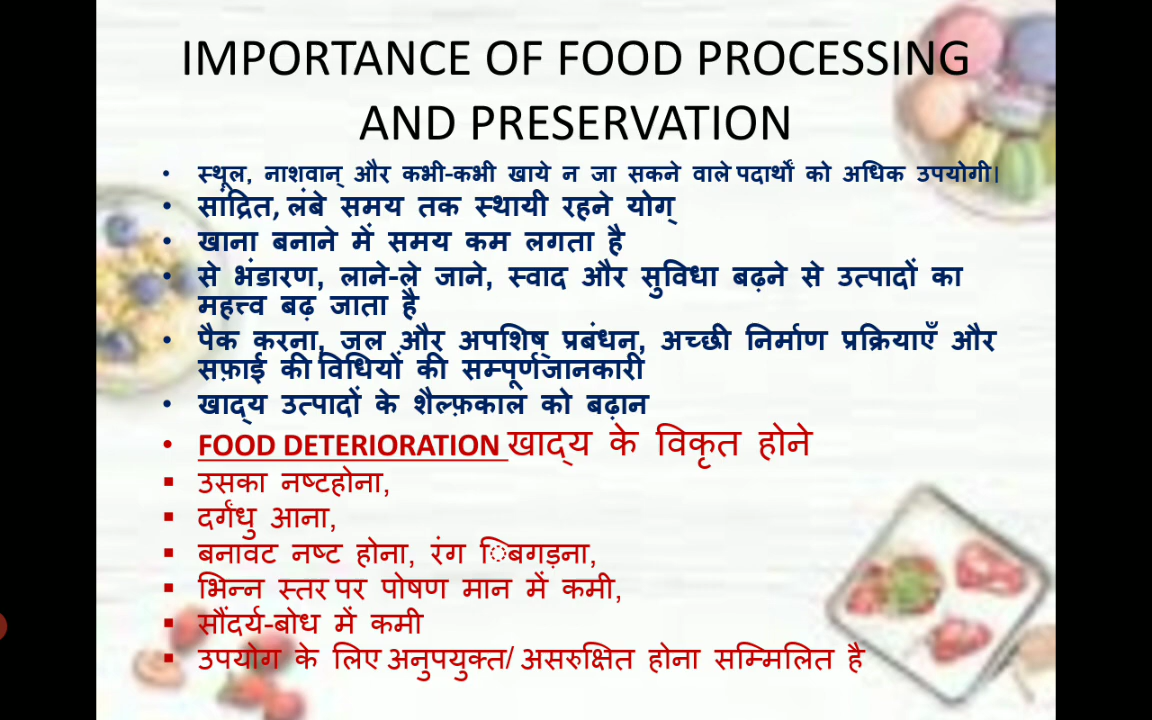 IMPORTANCE OF FOOD PROCESSING
AND PRESERVATION
• स्थूल, नाशवान् और कभी-कभी खाये न जा सकने वाले पदार्थों को अधिक उपयोगी।
• सांद्रित, लंबे समय तक स्थायी रहने योग्
• खाना बनाने में समय कम लगता है
• से भंडारण, लाने-ले जाने, स्वाद और सुविधा बढ़ने से उत्पादों का
महत्त्व बढ़ जाता है
• पैक करना, जल और अपशिष् प्रबंधन, अच्छी निर्माण प्रक्रियाएँ और
सफ़ाई की विधियों की सम्पूर्णजानकारी
• खाद्य उत्पादों के शैल्फ़काल को बढ़ान
• FOOD DETERIORATION खाद्य के विकृत होने
▪ उसका नष्टहोना,
▪ दर्गंधु आना,
▪ बनावट नष्ट होना, रंग िबगड़ना,
▪ भिन्न स्तर पर पोषण मान में कमी,
▪ सौंदर्य-बोध में कमी
▪ उपयोग के लिए अनुपयुक्त/ असरुक्षित होना सम्मिलित है